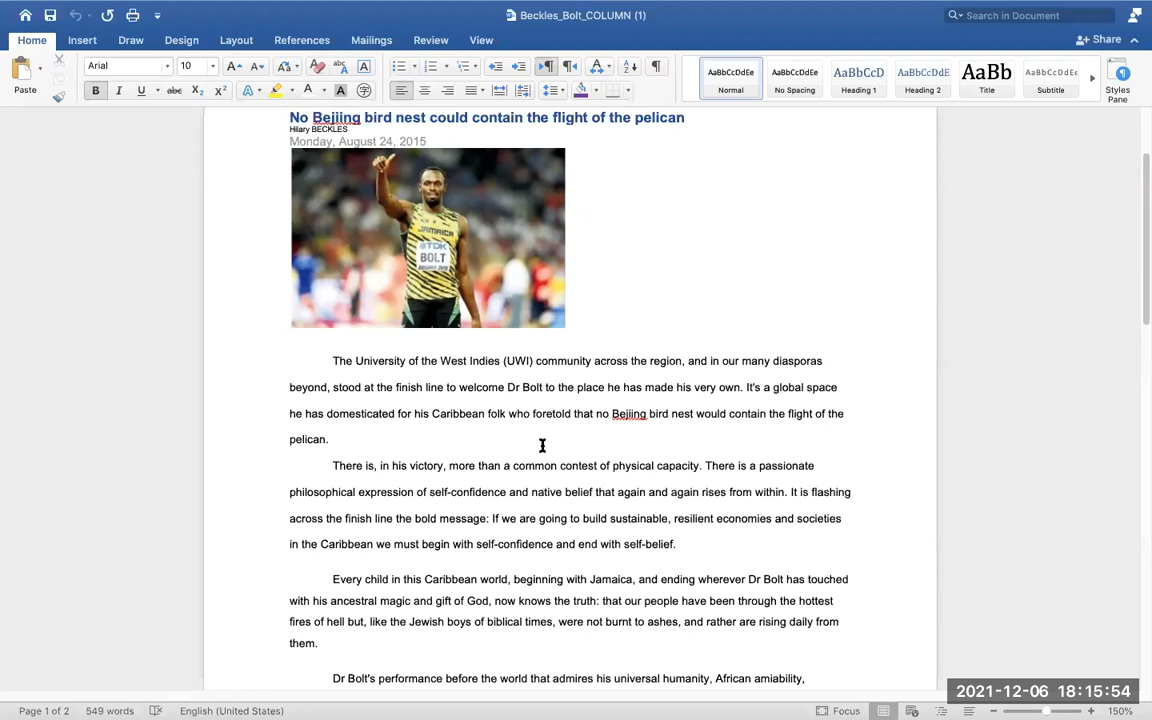 Beckles_Bolt_COLUMN (1)
Search in Document
Home Insert Draw Design Layout References Mailings Review View
Share
Paste
Arial 10
AaBbCcDdEe AaBbCcDdEe AaBbCcD AaBbCcDdE AaBb AaBbCcDdEe
Normal No Spacing Heading 1 Heading 2 Title Subtitle
Styles
Pane
No Bejiing bird nest could contain the flight of the pelican
Hilary BECKLES
Monday, August 24, 2015
JAMAICA
TDK
BOLT
The University of the West Indies (UWI) community across the region, and in our many diasporas
beyond, stood at the finish line to welcome Dr Bolt to the place he has made his very own. It's a global space
he has domesticated for his Caribbean folk who foretold that no Bejiing bird nest would contain the flight of the
pelican.
There is, in his victory, more than a common contest of physical capacity. There is a passionate
philosophical expression of self-confidence and native belief that again and again rises from within. It is flashing
across the finish line the bold message: If we are going to build sustainable, resilient economies and societies
in the Caribbean we must begin with self-confidence and end with self-belief.
Every child in this Caribbean world, beginning with Jamaica, and ending wherever Dr Bolt has touched
with his ancestral magic and gift of God, now knows the truth: that our people have been through the hottest
fires of hell but, like the Jewish boys of biblical times, were not burnt to ashes, and rather are rising daily from
them.
Dr Bolt's performance before the world that admires his universal humanity, African amiability,
2021-12-06 18:15:54
Page 1 of 2 549 words English (United States) Focus 150%